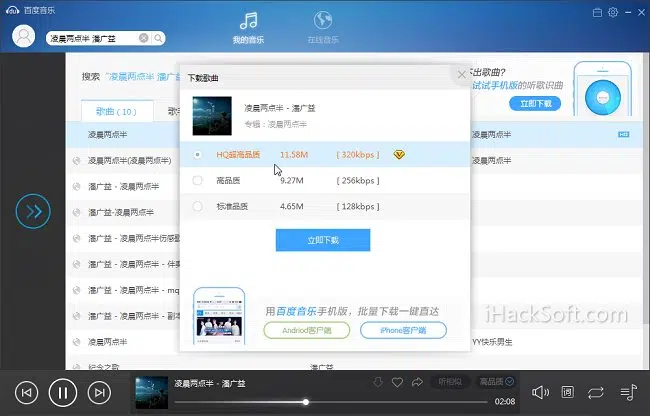 百度音乐
我的音乐
在线音乐
凌晨两点半 潘广益
搜索"凌晨两点半 潘广益
不出歌曲?
试试手机版的听歌识曲
立即下载
歌曲 ( 10 )
下载歌曲
凌晨两点半 - 潘广益
专辑：凌晨两点半
HQ超高品质 11.58M [ 320kbps ]
高品质 9.27M [ 256kbps ]
标准品质 4.65M [ 128kbps ]
立即下载
用百度音乐手机版，批量下载一键直达
Andriod客户端
iPhone客户端
凌晨两点半 凌晨两点半
凌晨两点半(凌晨两点半)
潘广益 - 凌晨两点半
潘广益-凌晨两点半
潘广益 - 凌晨两点半伤感
潘广益 - 凌晨两点半 - 伴奏
潘广益 - 凌晨两点半 - mq
潘广益 - 凌晨两点半 - 副本
凌晨两点半 YY快乐男生
纪念之歌 潘广益
iHackSoft.com
凌晨两点半 - 潘广益
听相似
高品质
02:08
词